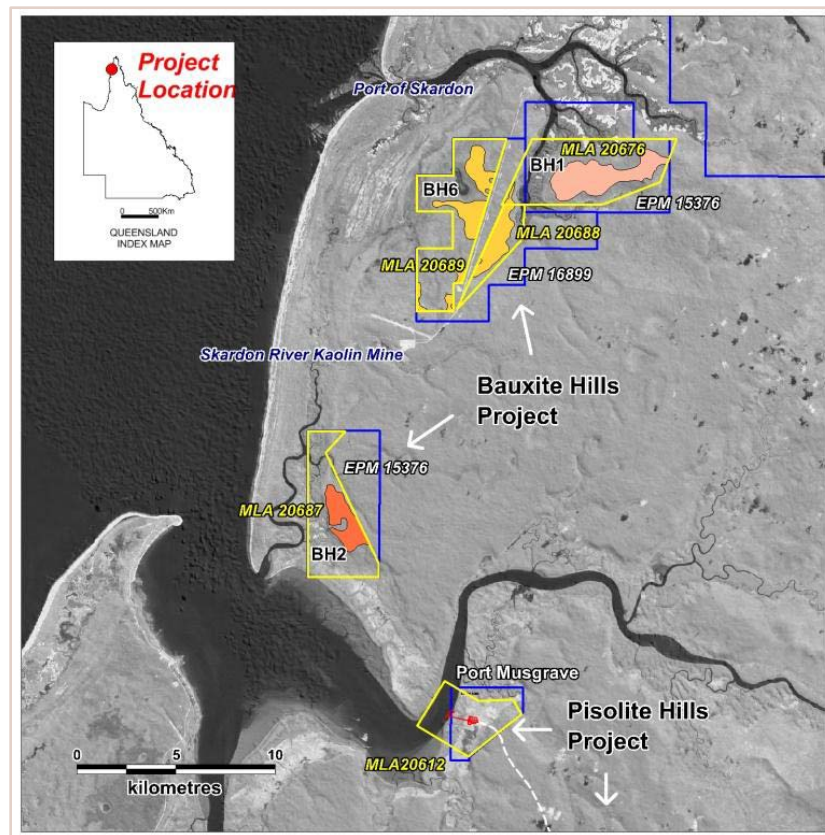 Project
Location
0 500Km
QUEENSLAND
INDEX MAP
Port of Skardon
MLA 20676
BH1
BH6
EPM 15376
MLA 20688
MLA 20689
EPM 16899
Skardon River Kaolin Mine
Bauxite Hills
Project
EPM 15376
MLA 20687
BH2
Port Musgrave
Pisolite Hills
Project
MLA20612
0 5 10
kilometres